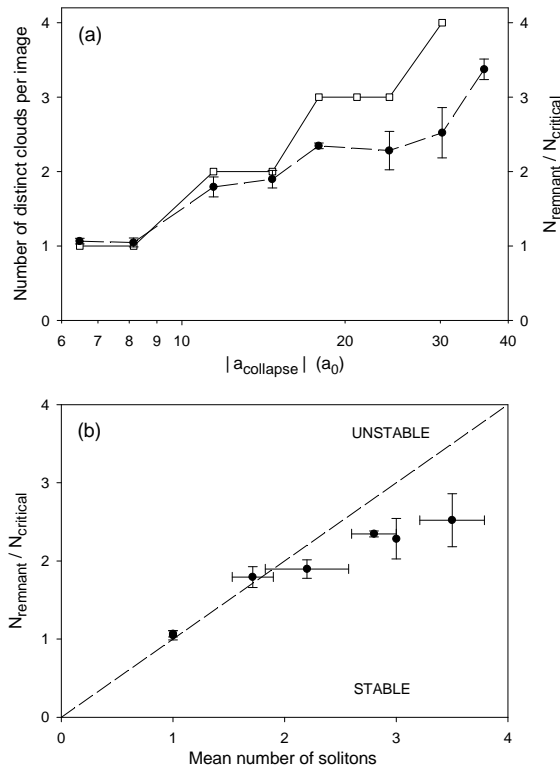 (a)
Number of distinct clouds per image
4
3
2
1
0
N_remnant / N_critical
4
3
2
1
0
6 7 8 9 10 20 30 40
|a_collapse| (a_0)
(b)
UNSTABLE
STABLE
N_remnant / N_critical
4
3
2
1
0
0 1 2 3 4
Mean number of solitons